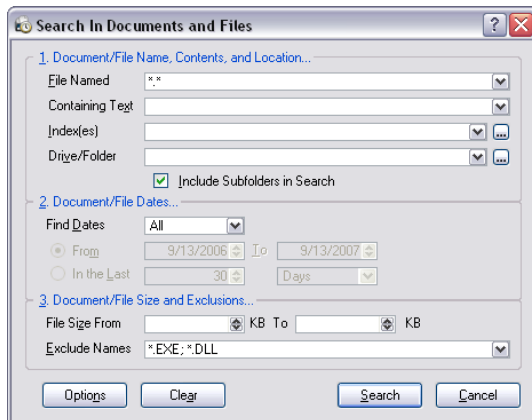 Search In Documents and Files
1. Document/File Name, Contents, and Location...
File Named *.*
Containing Text
Index(es) ...
Drive/Folder ...
Include Subfolders in Search
2. Document/File Dates...
Find Dates All
From 9/13/2006 To 9/13/2007
In the Last 30 Days
3. Document/File Size and Exclusions...
File Size From KB To KB
Exclude Names *.EXE; *.DLL
Options Clear Search Cancel